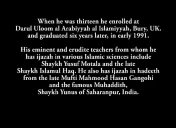 When he was thirteen he enrolled at
Darul Uloom al Arabiyyah al Islamiyyah, Bury, UK.
and graduated six years later, in early 1991.
His eminent and erudite teachers from whom he
has ijazah in various Islamic sciences include
Shaykh Yusuf Motala and the late
Shaykh Islamul Haq. He also has ijazah in hadeeth
from the late Mufti Mahmood Hasan Gangohi
and the famous Muhaddith,
Shaykh Yunus of Saharanpur, India.